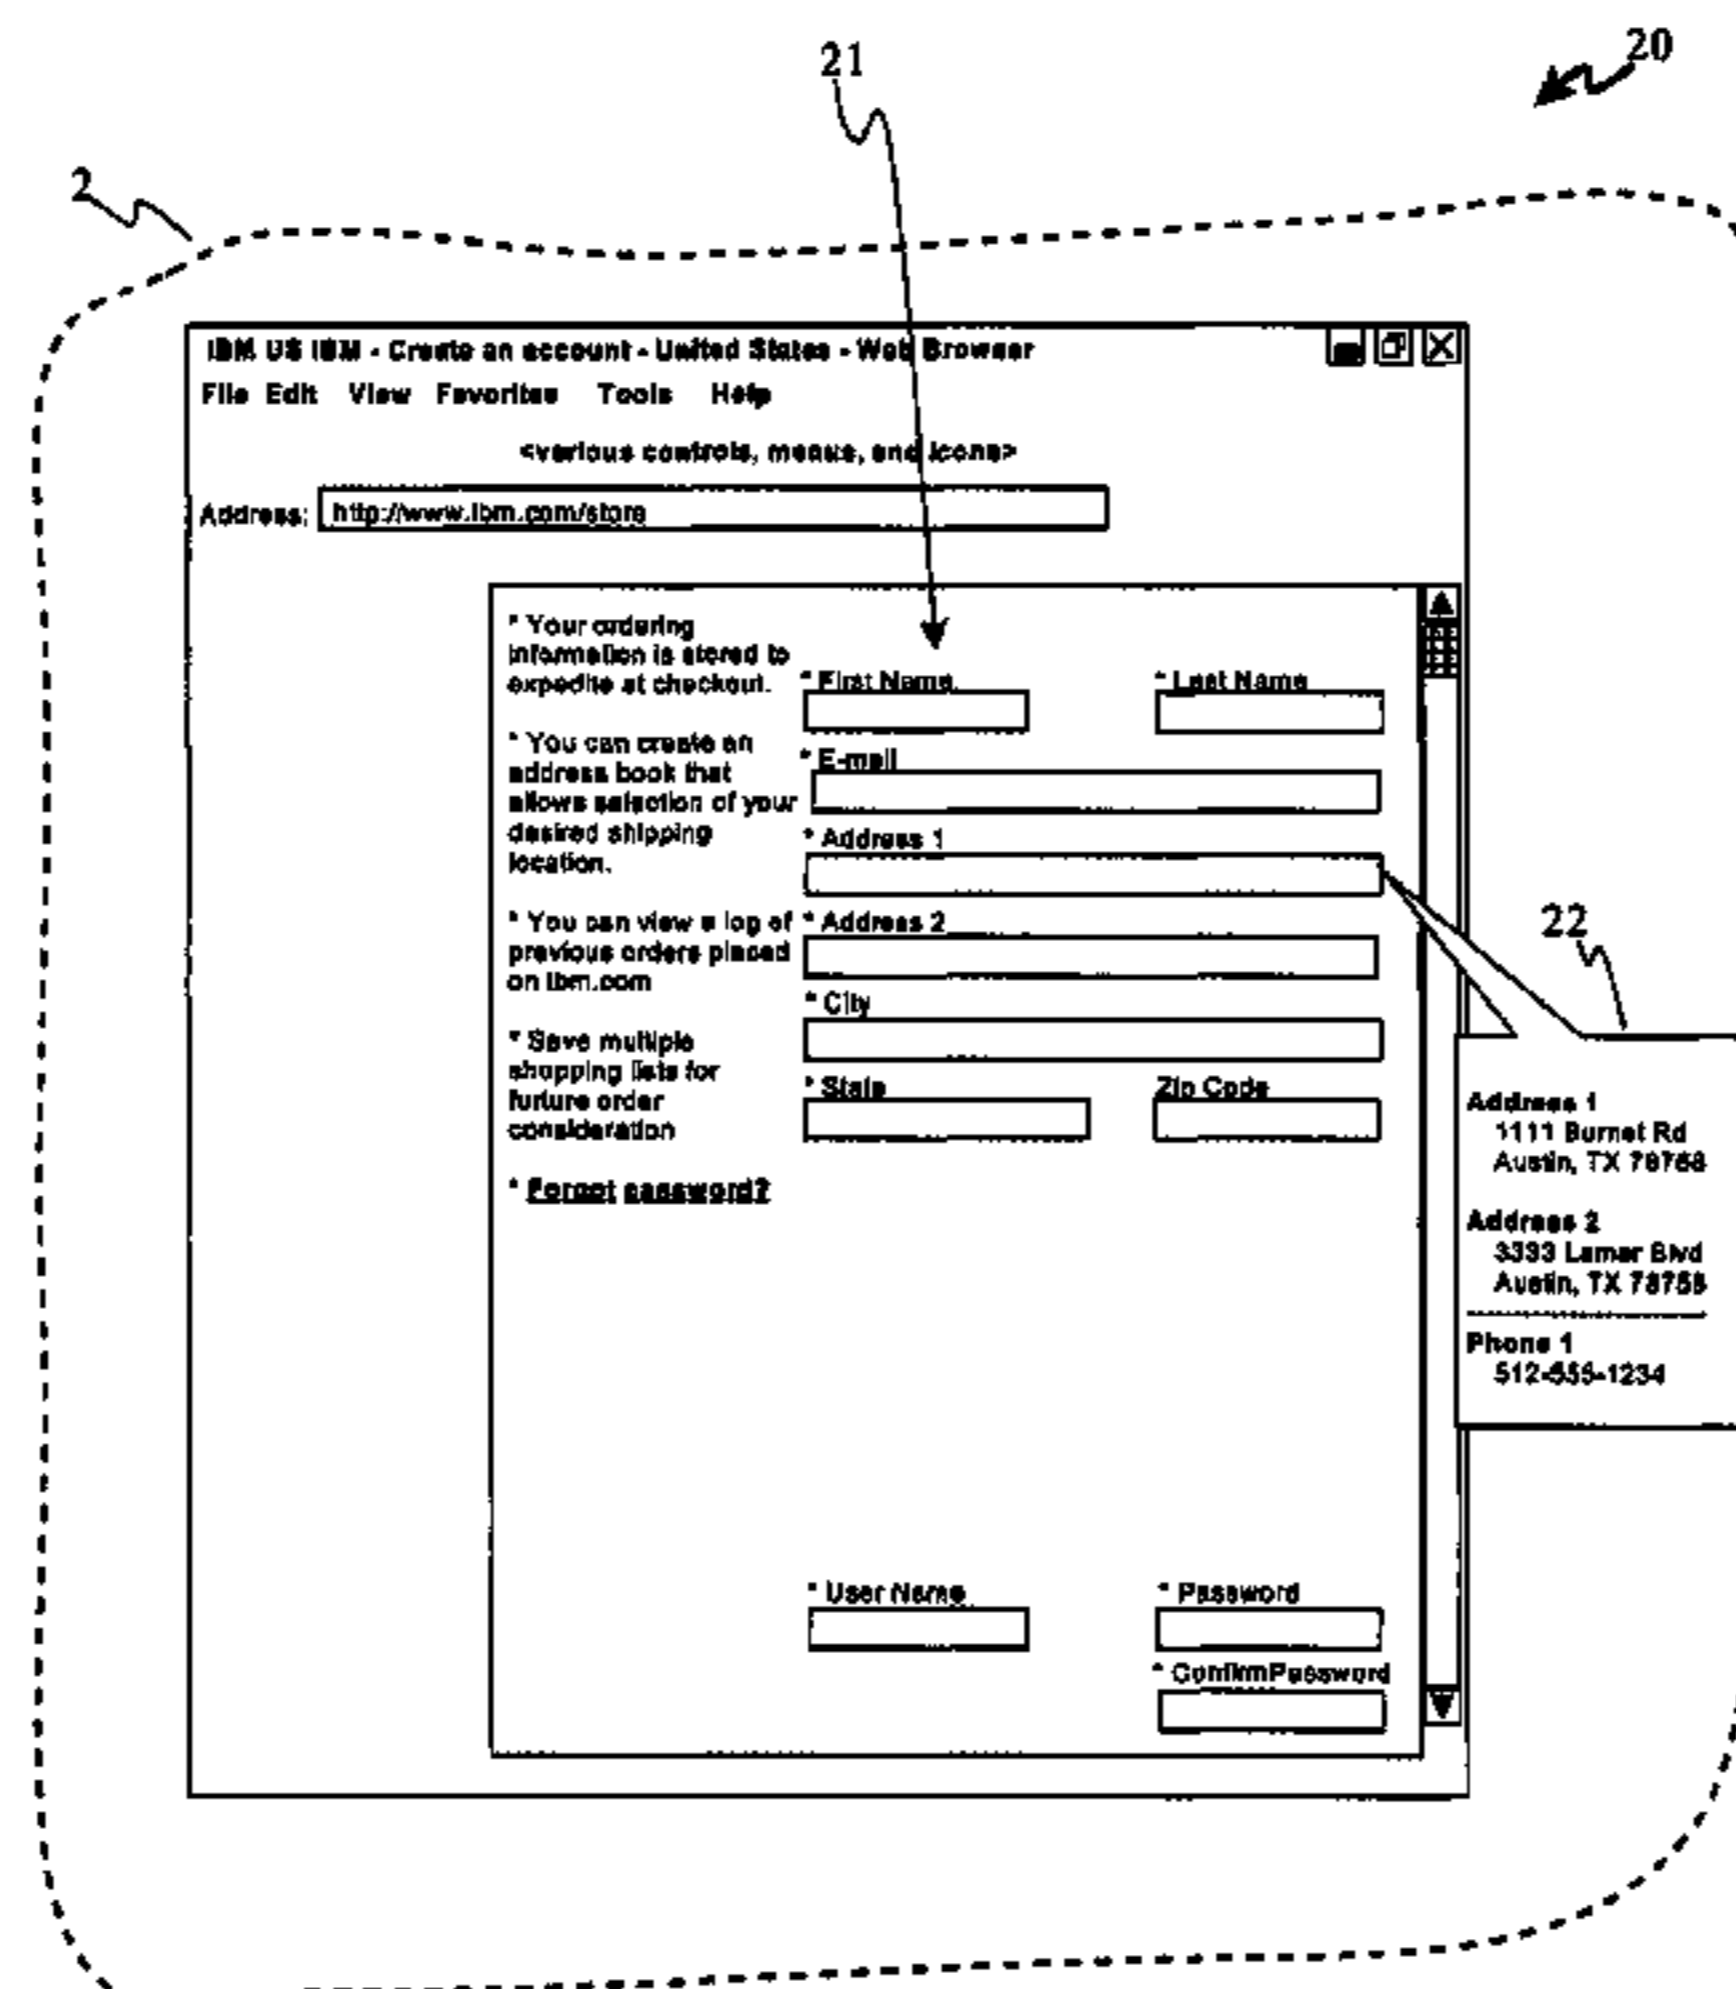 21
20
2
IBM US IBM - Create an account - United States - Web Browser
File Edit View Favorites Tools Help
<various controls, menus, and icons>
Address: http://www.ibm.com/store
* Your ordering
information is stored to
expedite at checkout.
* You can create an
address book that
allows selection of your
desired shipping
location.
* You can view a log of
previous orders placed
on ibm.com
* Save multiple
shopping lists for
furture order
consideration
* Forgot password?
* First Name
* Last Name
* E-mail
* Address 1
* Address 2
* City
* State
Zip Code
* User Name
* Password
* Confirm Password
22
Address 1
1111 Burnet Rd
Austin, TX 78758
Address 2
3333 Lamar Blvd
Austin, TX 78758
Phone 1
512-555-1234